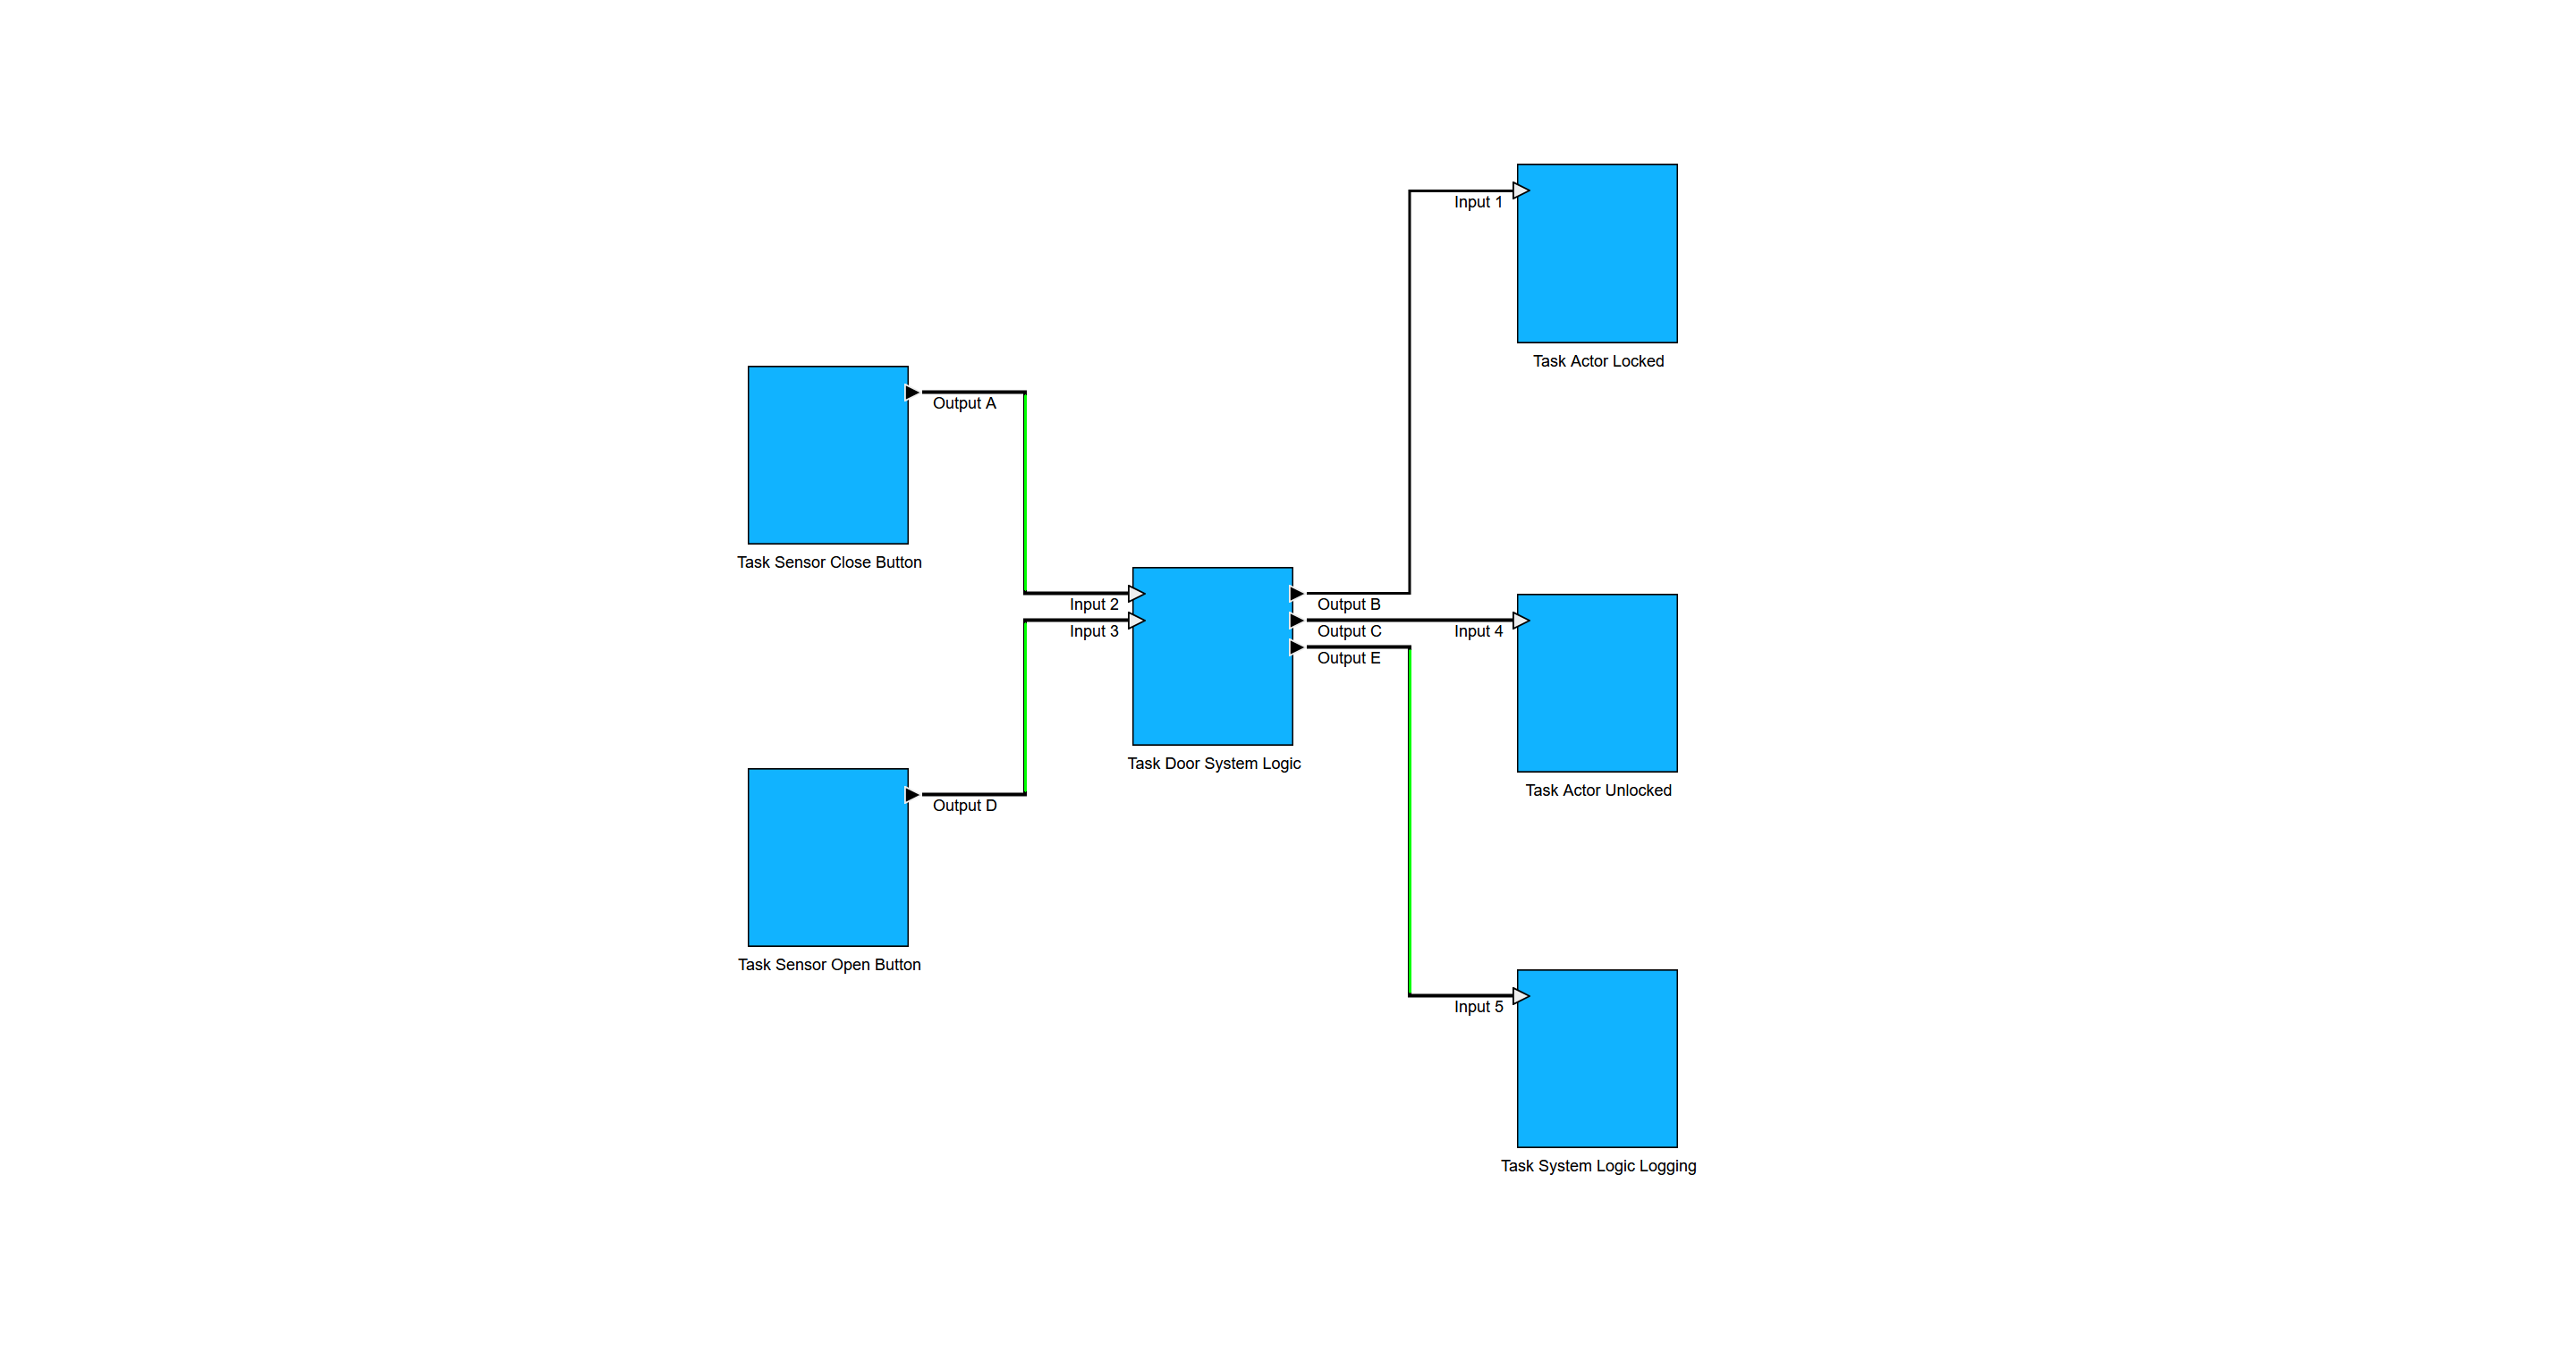 Input 1
Task Actor Locked
Output A
Task Sensor Close Button
Input 2
Output B
Input 3
Output C
Input 4
Output E
Task Door System Logic
Task Actor Unlocked
Output D
Task Sensor Open Button
Input 5
Task System Logic Logging